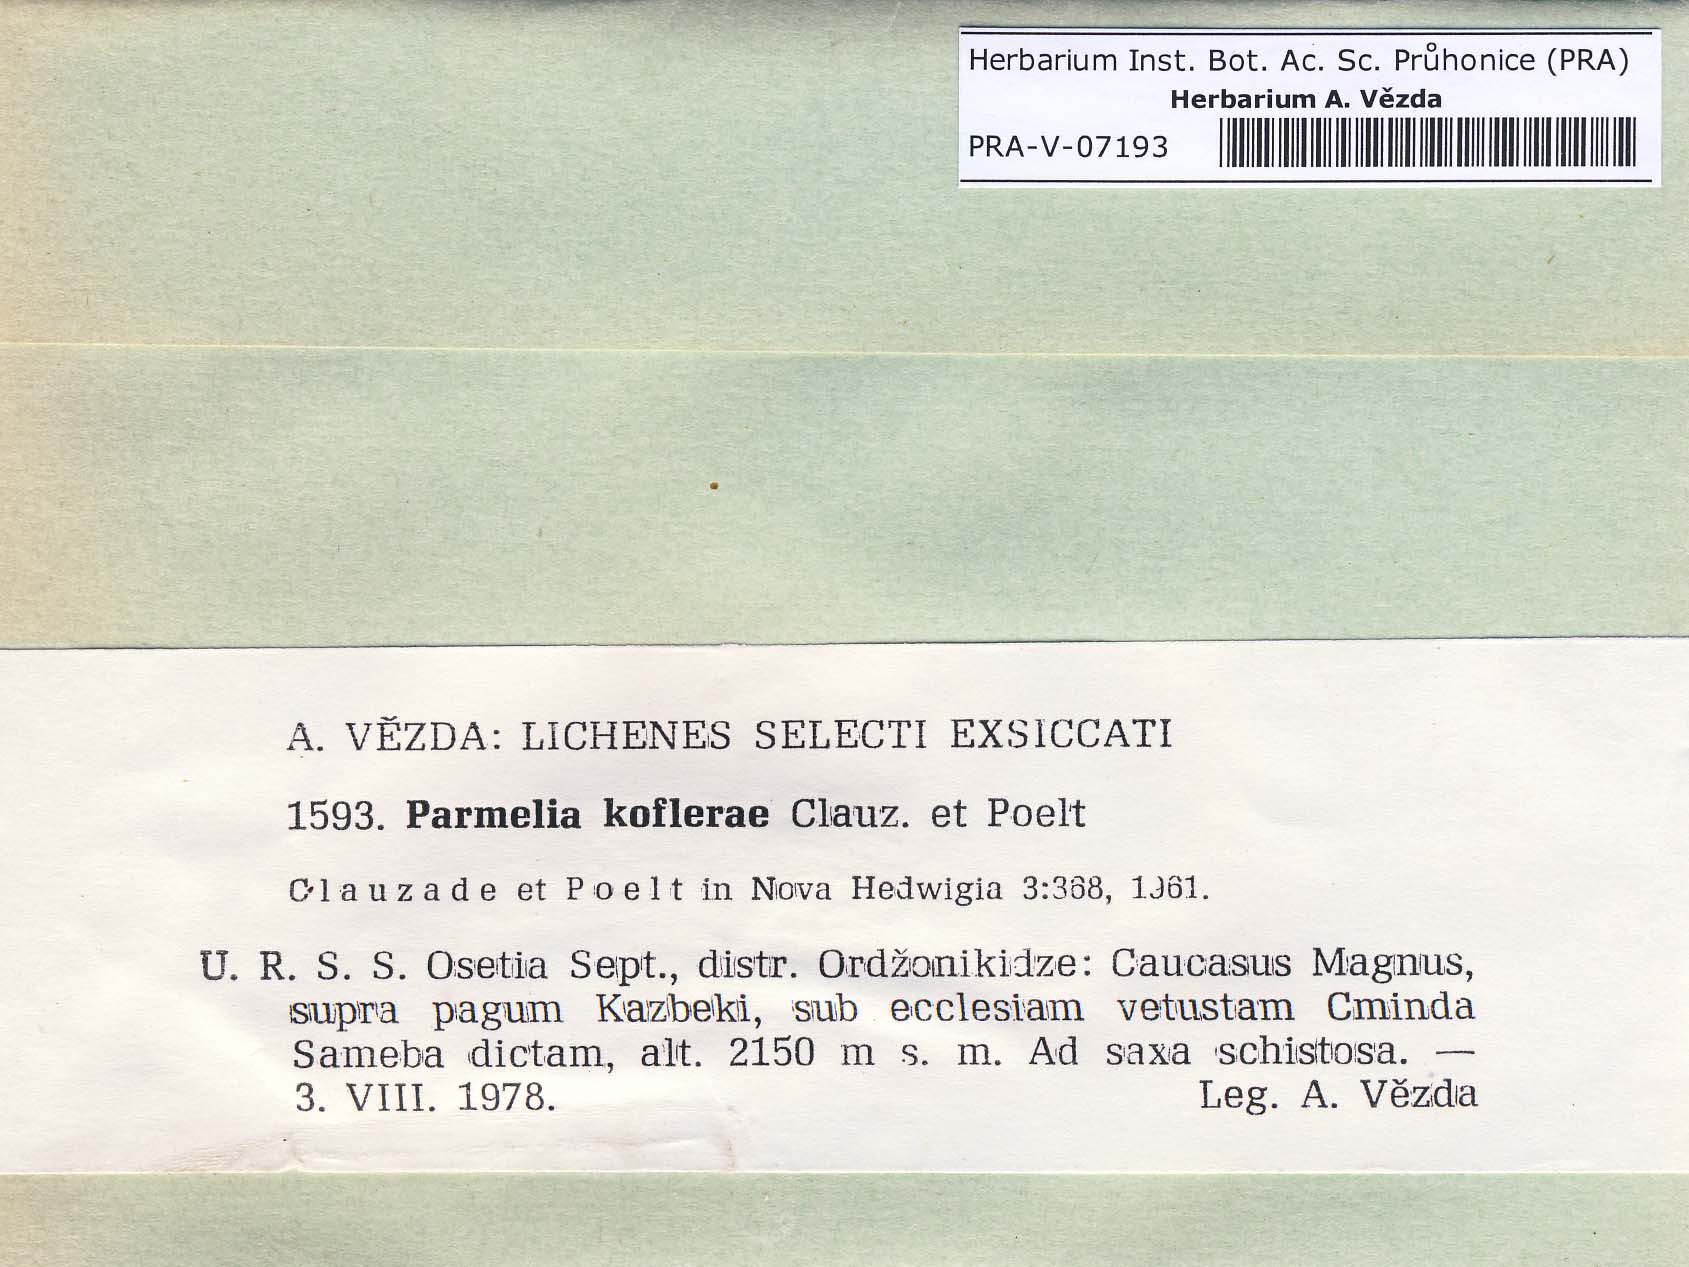 Herbarium Inst. Bot. Ac. Sc. Průhonice (PRA)
Herbarium A. Vězda
PRA-V-07193
A. VĚZDA: LICHENES SELECTI EXSICCATI
1593. Parmelia koflerae Clauz. et Poelt
Clauzade et Poelt in Nova Hedwigia 3:368, 1961.
U. R. S. S. Osetia Sept., distr. Ordžonikidze: Caucasus Magnus,
supra pagum Kazbeki, sub ecclesiam vetustam Cminda
Sameba dictam, alt. 2150 m s. m. Ad saxa schistosa. —
3. VIII. 1978. Leg. A. Vězda